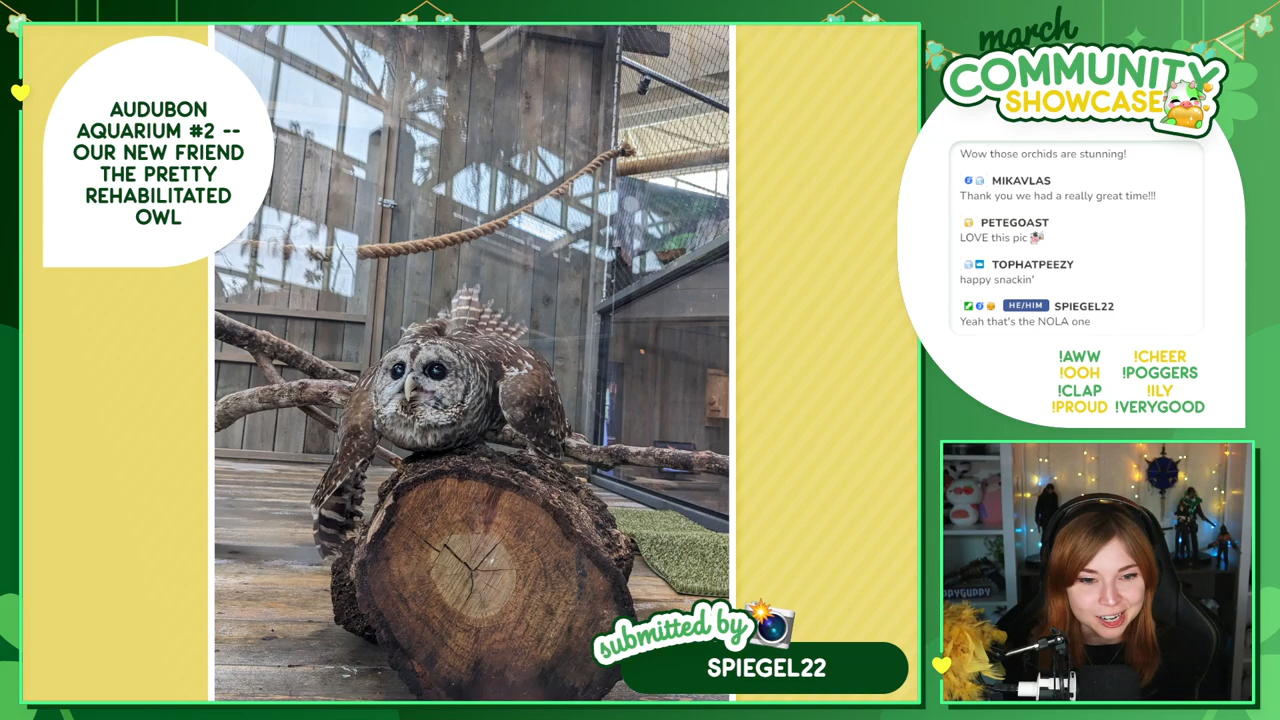 AUDUBON
AQUARIUM #2 --
OUR NEW FRIEND
THE PRETTY
REHABILITATED
OWL
march
COMMUNITY
SHOWCASE
Wow those orchids are stunning!
MIKAVLAS
Thank you we had a really great time!!!
PETEGOAST
LOVE this pic
TOPHATPEEZY
happy snackin'
HE/HIM SPIEGEL22
Yeah that's the NOLA one
!AWW !CHEER
!OOH !POGGERS
!CLAP !ILY
!PROUD !VERYGOOD
submitted by
SPIEGEL22